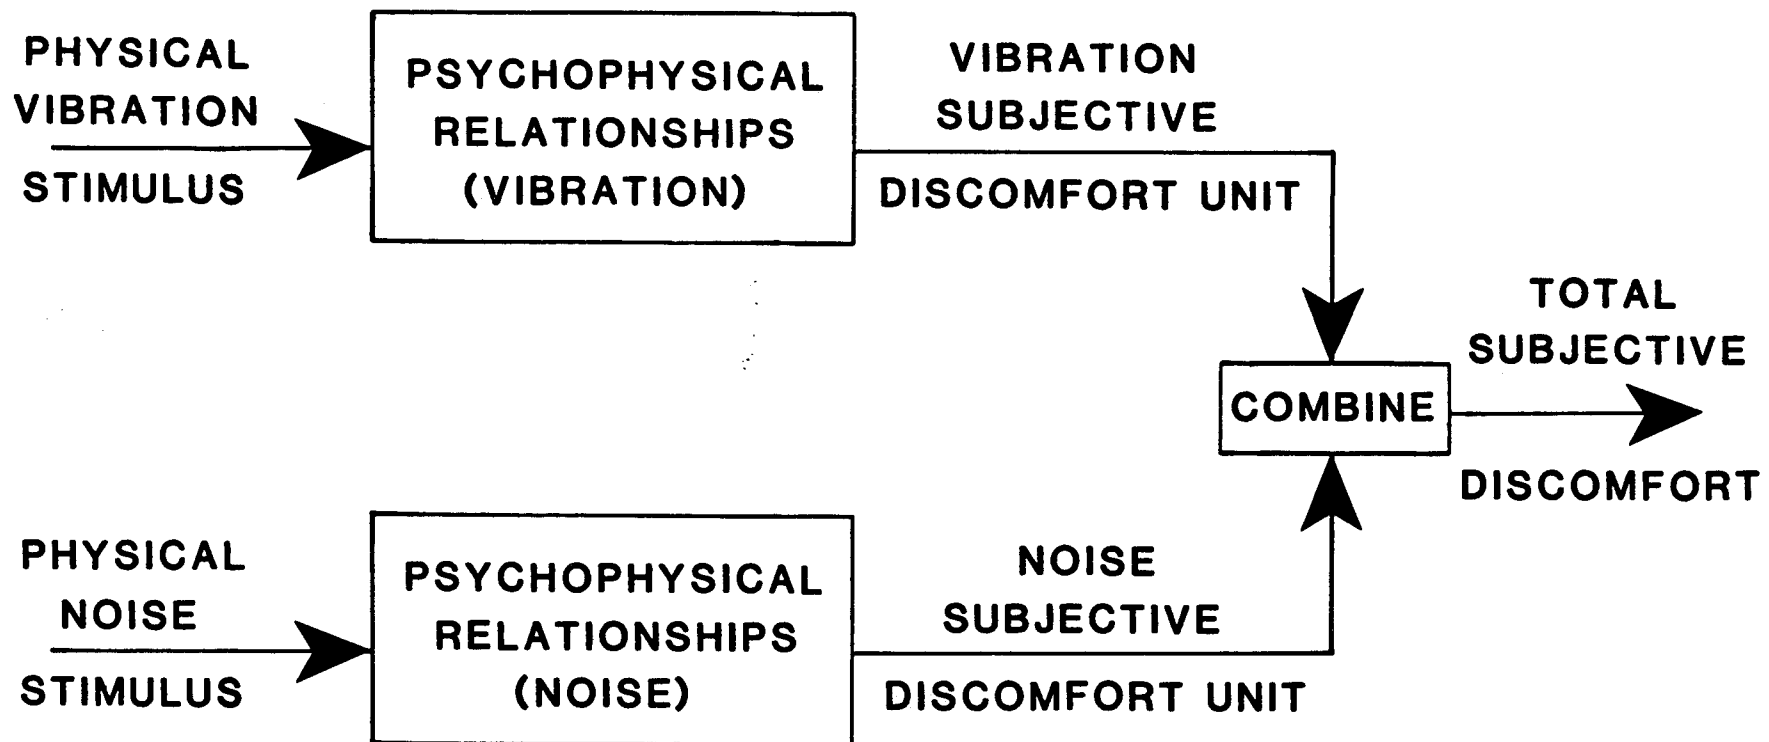 PHYSICAL
VIBRATION
STIMULUS
PSYCHOPHYSICAL
RELATIONSHIPS
(VIBRATION)
VIBRATION
SUBJECTIVE
DISCOMFORT UNIT
COMBINE
TOTAL
SUBJECTIVE
DISCOMFORT
PHYSICAL
NOISE
STIMULUS
PSYCHOPHYSICAL
RELATIONSHIPS
(NOISE)
NOISE
SUBJECTIVE
DISCOMFORT UNIT